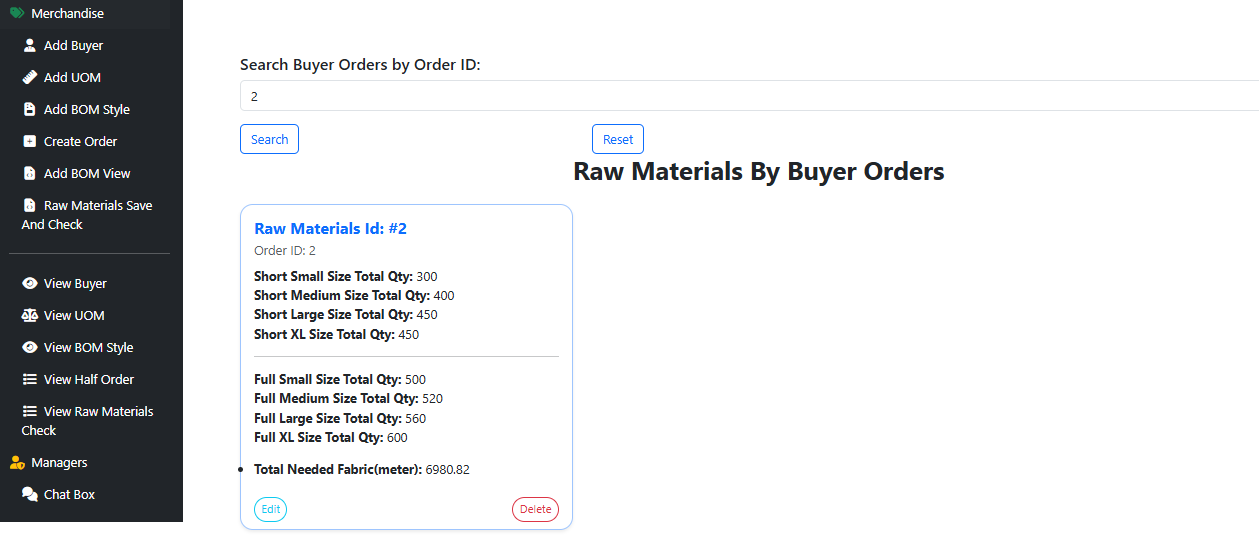 Merchandise
Add Buyer
Add UOM
Add BOM Style
Create Order
Add BOM View
Raw Materials Save
And Check
View Buyer
View UOM
View BOM Style
View Half Order
View Raw Materials
Check
Managers
Chat Box
Search Buyer Orders by Order ID:
2
Search
Reset
Raw Materials By Buyer Orders
Raw Materials Id: #2
Order ID: 2
Short Small Size Total Qty: 300
Short Medium Size Total Qty: 400
Short Large Size Total Qty: 450
Short XL Size Total Qty: 450
Full Small Size Total Qty: 500
Full Medium Size Total Qty: 520
Full Large Size Total Qty: 560
Full XL Size Total Qty: 600
Total Needed Fabric(meter): 6980.82
Edit
Delete